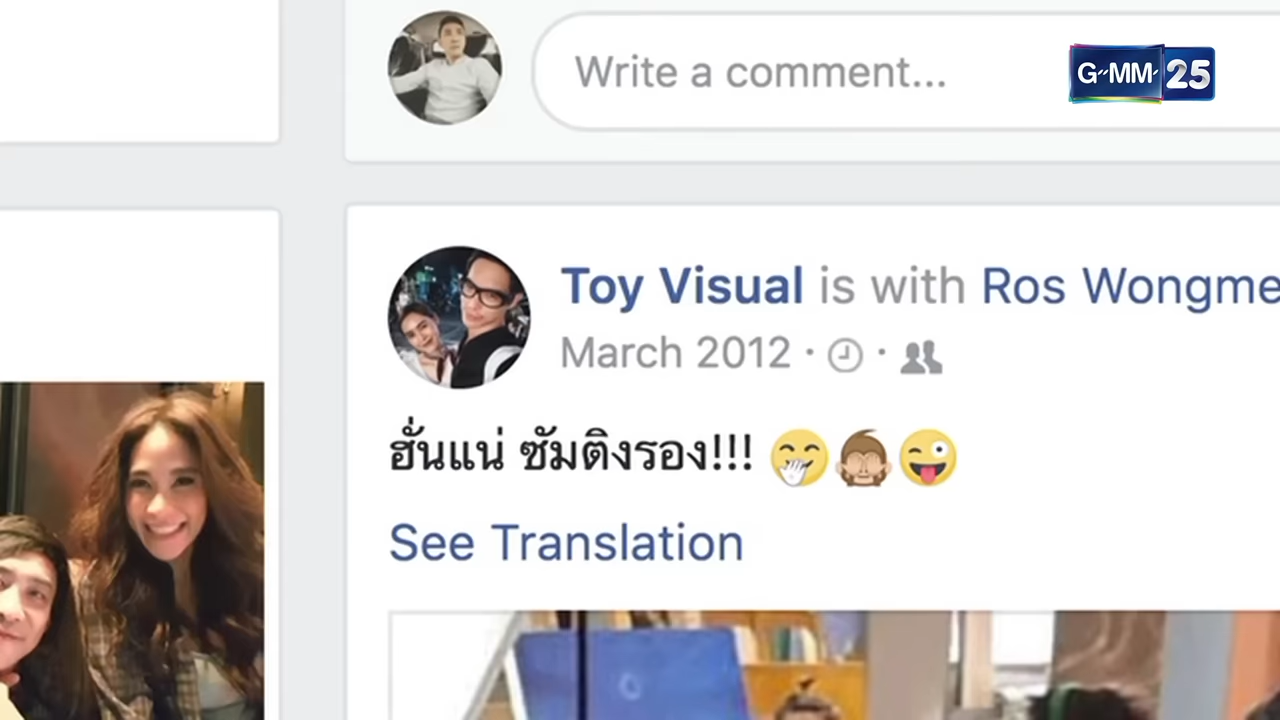 Write a comment...
G-MM 25
Toy Visual is with Ros Wongme
March 2012
ฮั่นแน่ ซัมติงรอง!!! 🤭🙈😜
See Translation